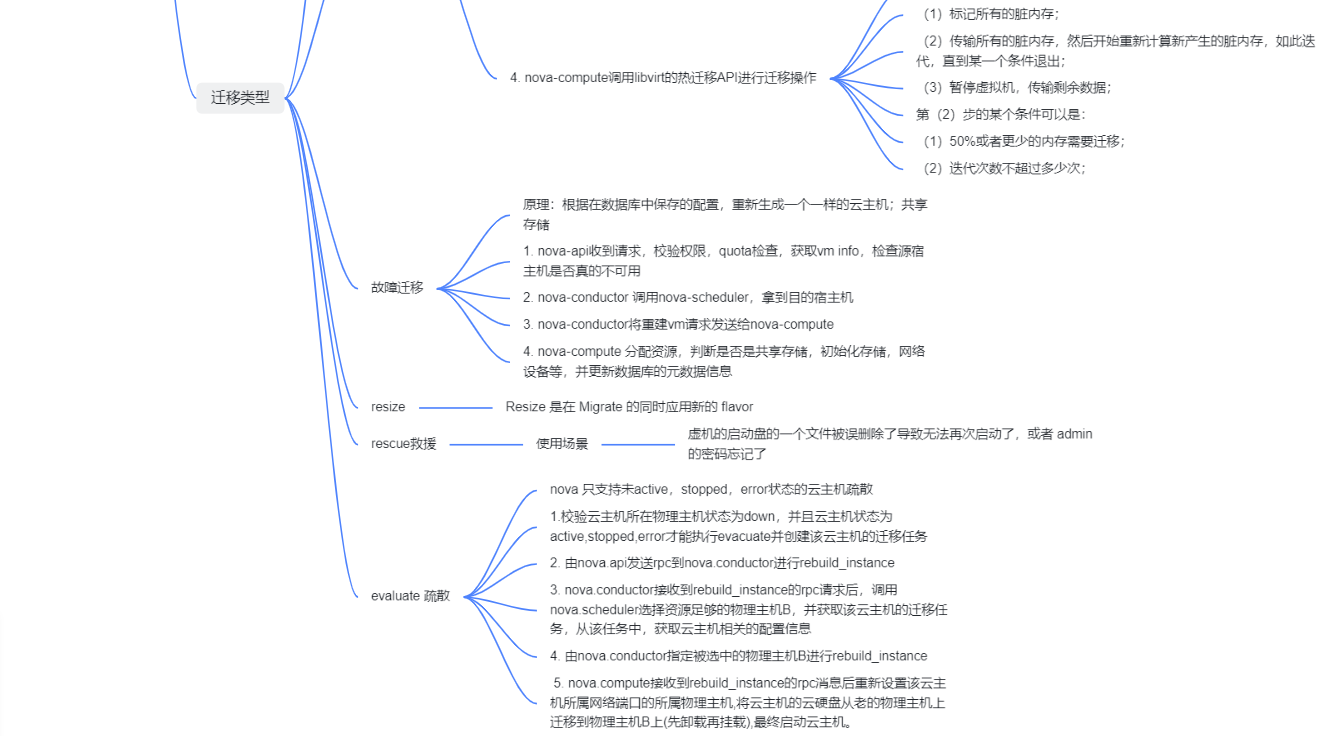 迁移类型
4. nova-compute调用libvirt的热迁移API进行迁移操作
（1）标记所有的脏内存；
（2）传输所有的脏内存，然后开始重新计算新产生的脏内存，如此迭
代，直到某一个条件退出；
（3）暂停虚拟机，传输剩余数据；
第（2）步的某个条件可以是：
（1）50%或者更少的内存需要迁移；
（2）迭代次数不超过多少次；
故障迁移
原理：根据在数据库中保存的配置，重新生成一个一样的云主机；共享
存储
1. nova-api收到请求，校验权限，quota检查，获取vm info，检查源宿
主机是否真的不可用
2. nova-conductor 调用nova-scheduler，拿到目的宿主机
3. nova-conductor将重建vm请求发送给nova-compute
4. nova-compute 分配资源，判断是否是共享存储，初始化存储，网络
设备等，并更新数据库的元数据信息
resize
Resize 是在 Migrate 的同时应用新的 flavor
rescue救援
使用场景
虚机的启动盘的一个文件被误删除了导致无法再次启动了，或者 admin
的密码忘记了
evaluate 疏散
nova 只支持未active，stopped，error状态的云主机疏散
1.校验云主机所在物理主机状态为down，并且云主机状态为
active,stopped,error才能执行evacuate并创建该云主机的迁移任务
2. 由nova.api发送rpc到nova.conductor进行rebuild_instance
3. nova.conductor接收到rebuild_instance的rpc请求后，调用
nova.scheduler选择资源足够的物理主机B，并获取该云主机的迁移任
务，从该任务中，获取云主机相关的配置信息
4. 由nova.conductor指定被选中的物理主机B进行rebuild_instance
5. nova.compute接收到rebuild_instance的rpc消息后重新设置该云主
机所属网络端口的所属物理主机,将云主机的云硬盘从老的物理主机上
迁移到物理主机B上(先卸载再挂载),最终启动云主机。